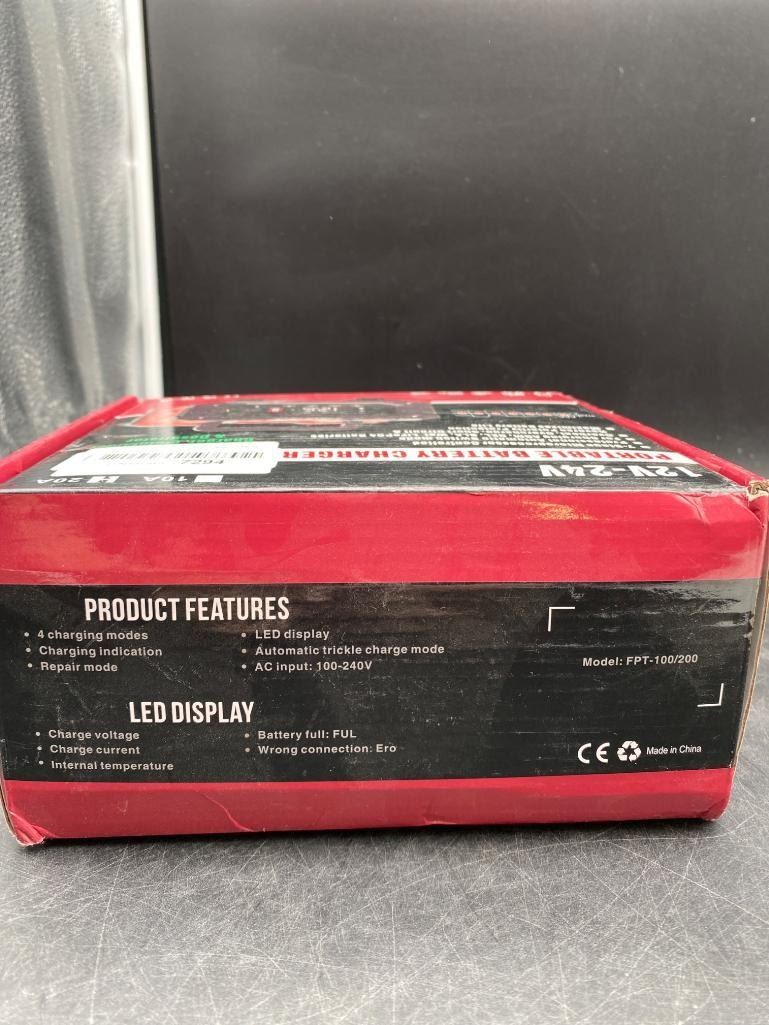 12V-24V
PORTABLE BATTERY CHARGER
10A
20A
PRODUCT FEATURES
• 4 charging modes
• Charging indication
• Repair mode
• LED display
• Automatic trickle charge mode
• AC input: 100-240V
Model: FPT-100/200
LED DISPLAY
• Charge voltage
• Charge current
• Internal temperature
• Battery full: FUL
• Wrong connection: Ero
CE
Made in China